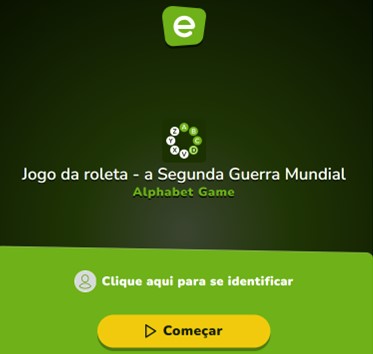 e
Z A B
Y C
X V D
Jogo da roleta - a Segunda Guerra Mundial
Alphabet Game
Clique aqui para se identificar
Começar